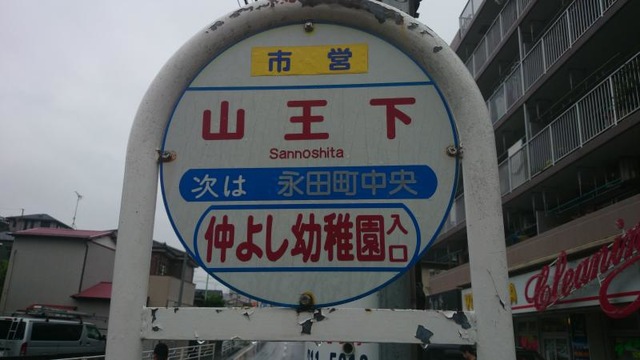 市営
山王下
Sannoshita
次は 永田町中央
仲よし幼稚園入口
Cleaning